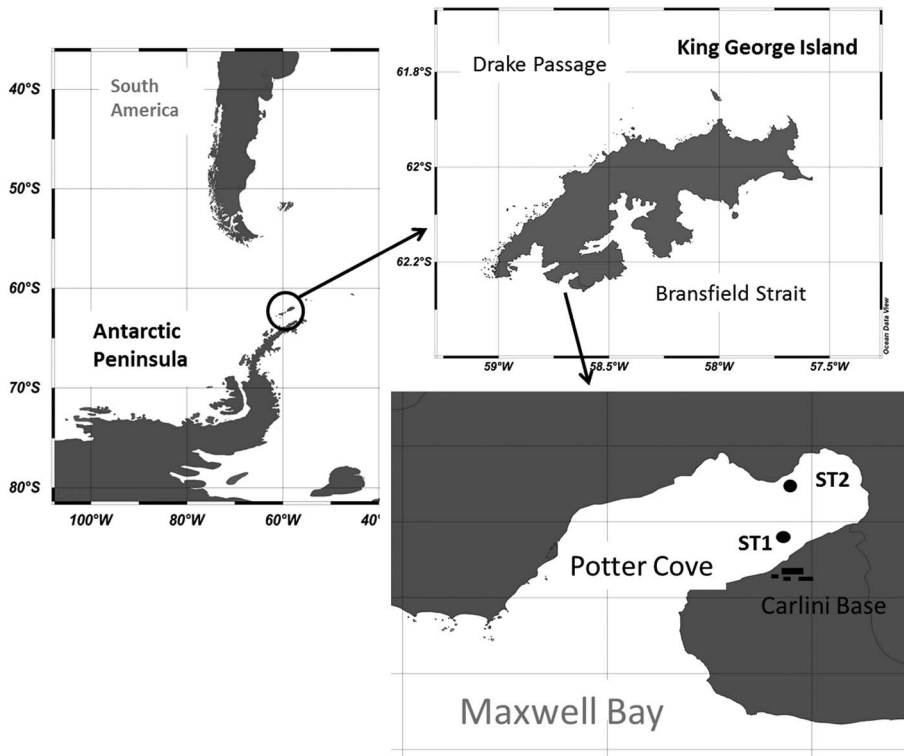 South
America
40°S
50°S
60°S
70°S
80°S
Antarctic
Peninsula
100°W
80°W
60°W
40°
King George Island
Drake Passage
61.8°S
62°S
62.2°S
Bransfield Strait
Ocean Data View
59°W
58.5°W
58°W
57.5°W
ST2
ST1
Potter Cove
Carlini Base
Maxwell Bay